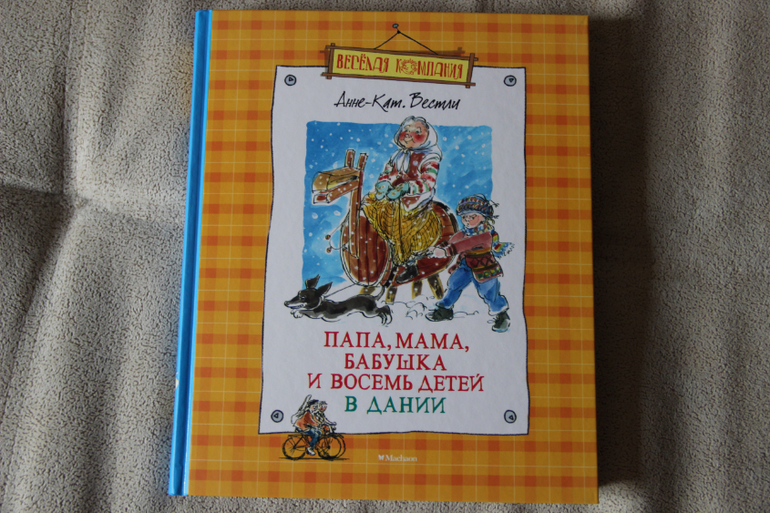 ВЕСЁЛАЯ КОМПАНИЯ
Анне-Кат. Вестли
ПАПА, МАМА,
БАБУШКА
И ВОСЕМЬ ДЕТЕЙ
В ДАНИИ
Machaon